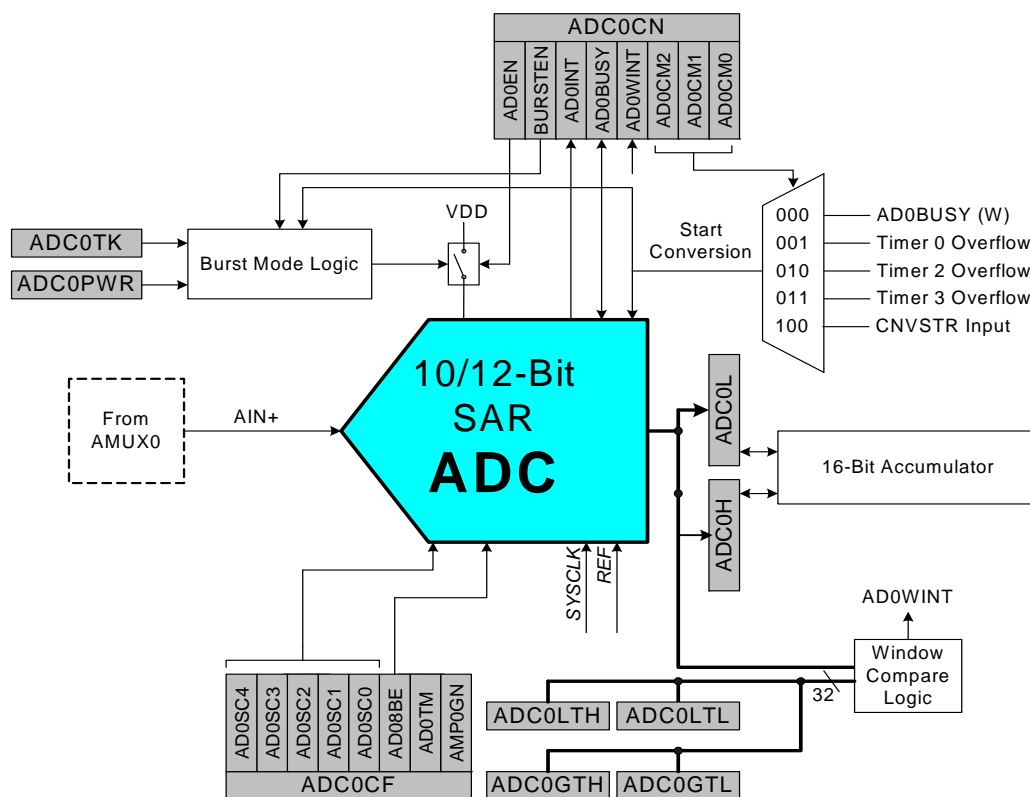 ADC0CN
AD0EN
BURSTEN
AD0INT
AD0BUSY
AD0WINT
AD0CM2
AD0CM1
AD0CM0
VDD
Start
Conversion
000
001
010
011
100
AD0BUSY (W)
Timer 0 Overflow
Timer 2 Overflow
Timer 3 Overflow
CNVSTR Input
ADC0TK
ADC0PWR
Burst Mode Logic
From
AMUX0
AIN+
10/12-Bit
SAR
ADC
ADC0L
ADC0H
16-Bit Accumulator
SYSCLK
REF
AD0WINT
Window
Compare
Logic
32
AD0SC4
AD0SC3
AD0SC2
AD0SC1
AD0SC0
AD08BE
AD0TM
AMP0GN
ADC0CF
ADC0LTH
ADC0LTL
ADC0GTH
ADC0GTL